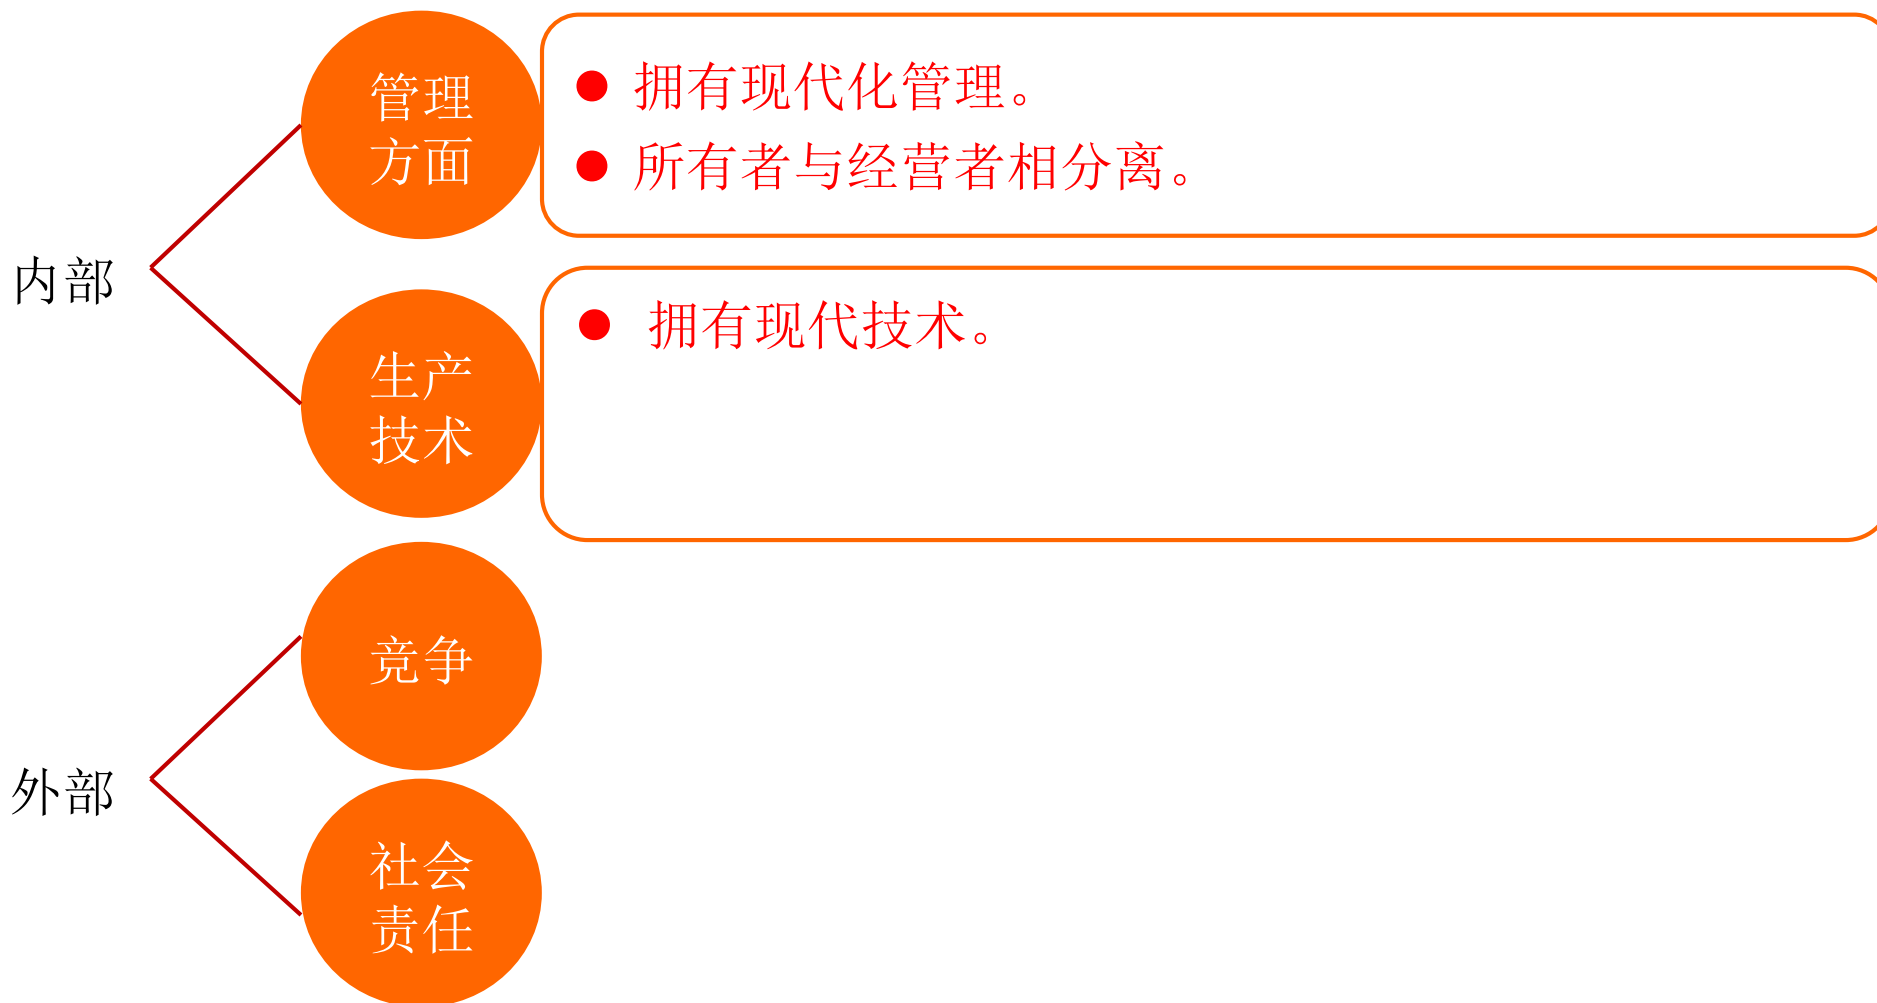 管理
方面
● 拥有现代化管理。
● 所有者与经营者相分离。
内部
生产
技术
● 拥有现代技术。
竞争
外部
社会
责任